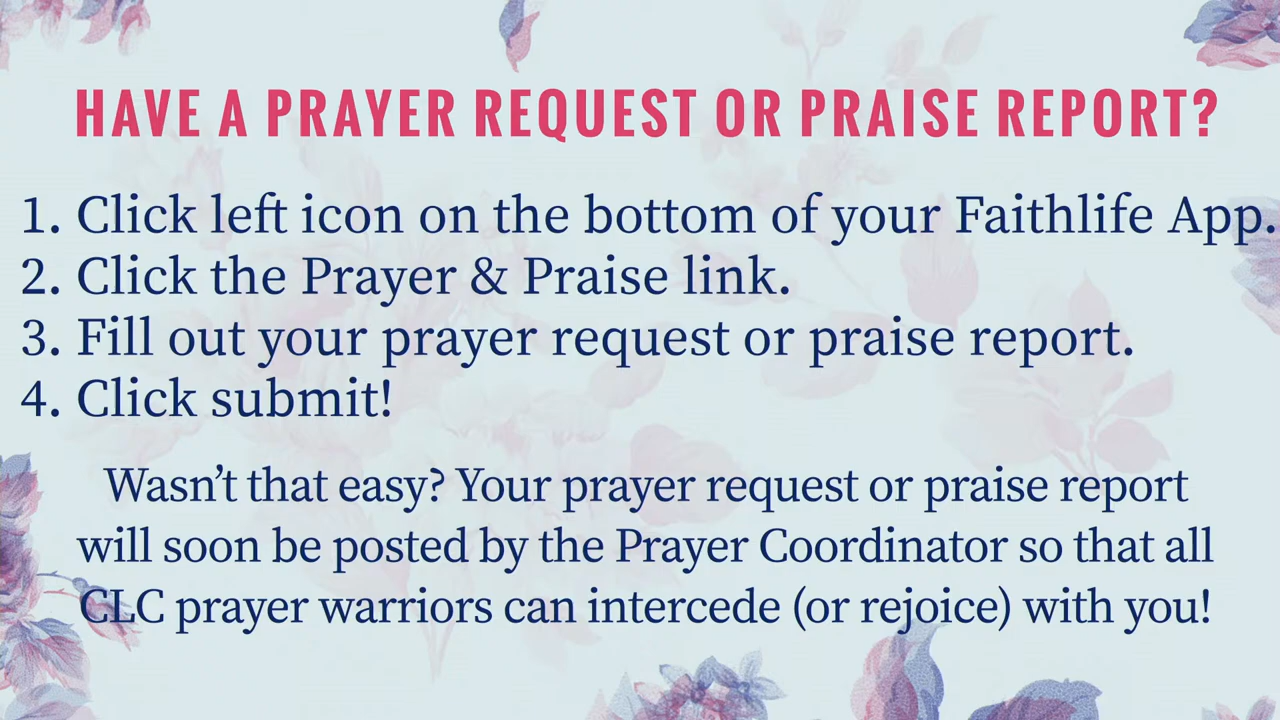 HAVE A PRAYER REQUEST OR PRAISE REPORT?
1. Click left icon on the bottom of your Faithlife App.
2. Click the Prayer & Praise link.
3. Fill out your prayer request or praise report.
4. Click submit!
Wasn't that easy? Your prayer request or praise report
will soon be posted by the Prayer Coordinator so that all
CLC prayer warriors can intercede (or rejoice) with you!